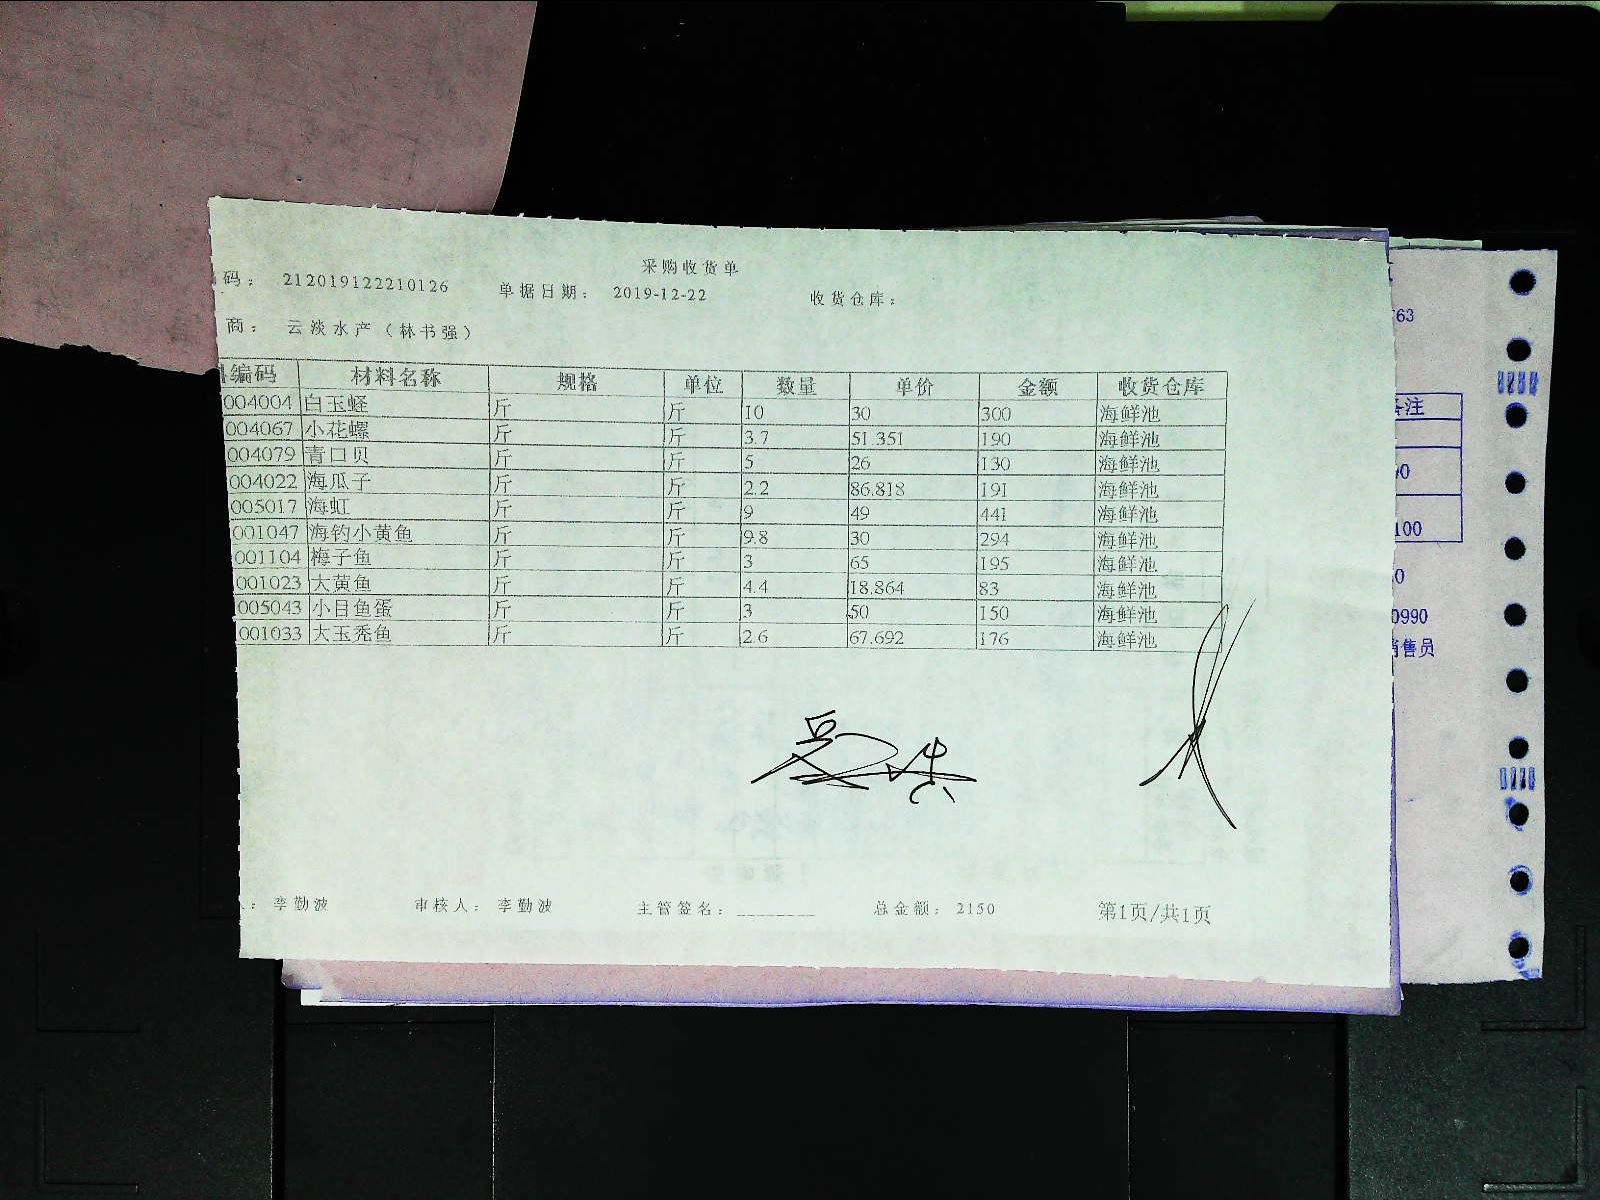 采购收货单
码： 212019122210126 单据日期： 2019-12-22 收货仓库：
商： 云淡水产（林书强）
编码 材料名称 规格 单位 数量 单价 金额 收货仓库
004004 白玉蛏 斤 斤 10 30 300 海鲜池
004067 小花螺 斤 斤 3.7 51.351 190 海鲜池
004079 青口贝 斤 斤 5 26 130 海鲜池
004022 海瓜子 斤 斤 2.2 86.818 191 海鲜池
005017 海虹 斤 斤 9 49 441 海鲜池
001047 海钓小黄鱼 斤 斤 9.8 30 294 海鲜池
001104 梅子鱼 斤 斤 3 65 195 海鲜池
001023 大黄鱼 斤 斤 4.4 18.864 83 海鲜池
005043 小目鱼蛋 斤 斤 3 50 150 海鲜池
001033 大玉秃鱼 斤 斤 2.6 67.692 176 海鲜池
： 李勤波 审核人： 李勤波 主管签名：________ 总金额： 2150 第1页/共1页
63
备注
00
100
0990
销售员